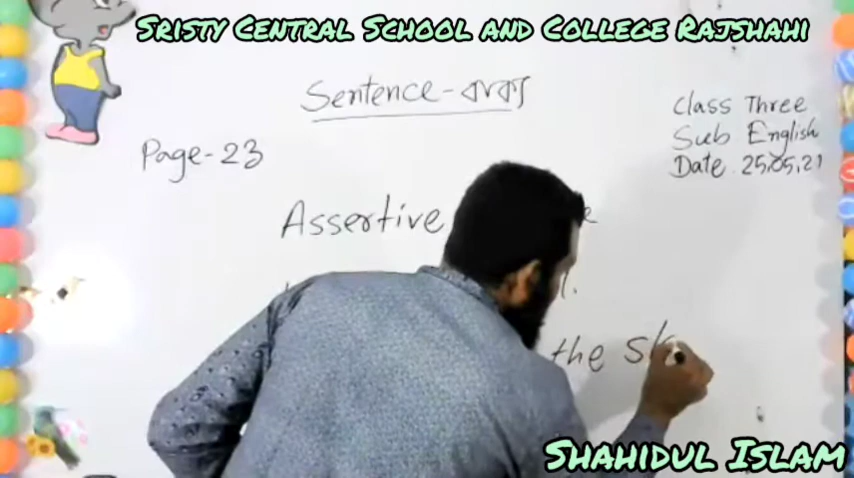 Sristy Central School and College Rajshahi
Sentence - বাক্য
Class Three
Sub English
Date 25.05.21
Page-23
Assertive
the
Shahidul Islam